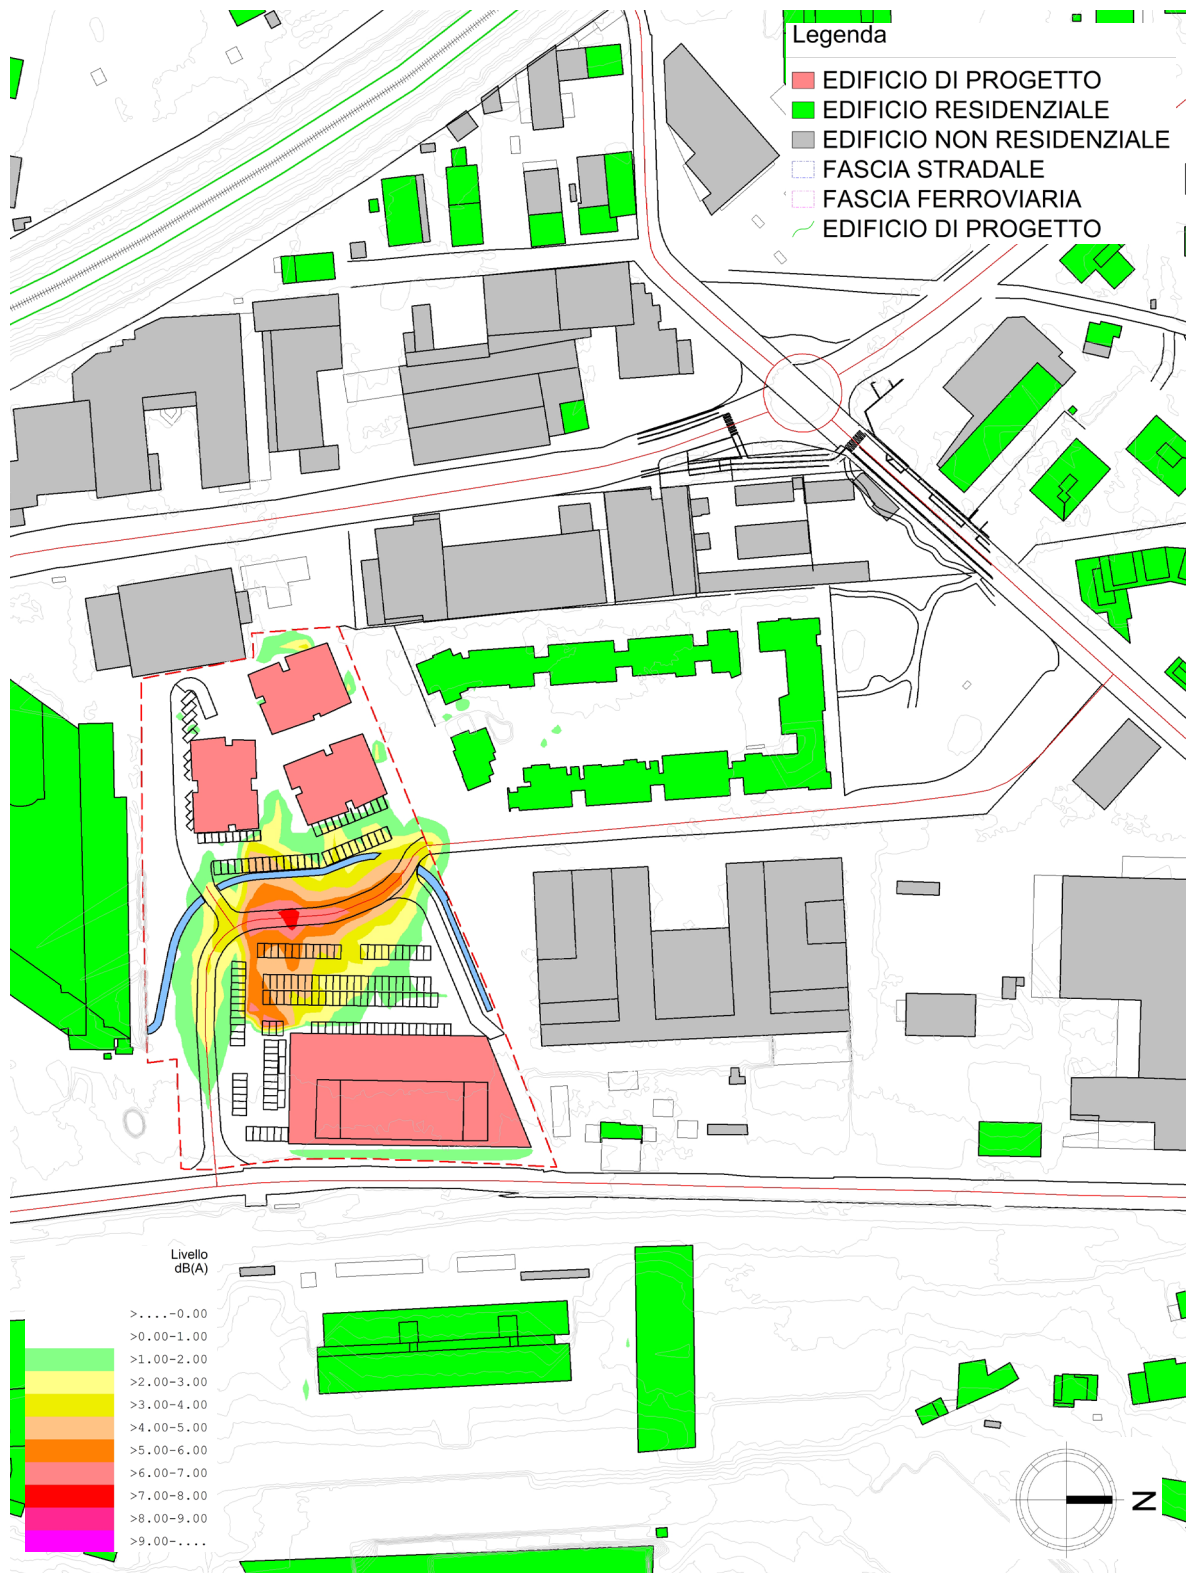 Legenda
EDIFICIO DI PROGETTO
EDIFICIO RESIDENZIALE
EDIFICIO NON RESIDENZIALE
FASCIA STRADALE
FASCIA FERROVIARIA
EDIFICIO DI PROGETTO
Livello
dB(A)
>....-0.00
>0.00-1.00
>1.00-2.00
>2.00-3.00
>3.00-4.00
>4.00-5.00
>5.00-6.00
>6.00-7.00
>7.00-8.00
>8.00-9.00
>9.00-....
N